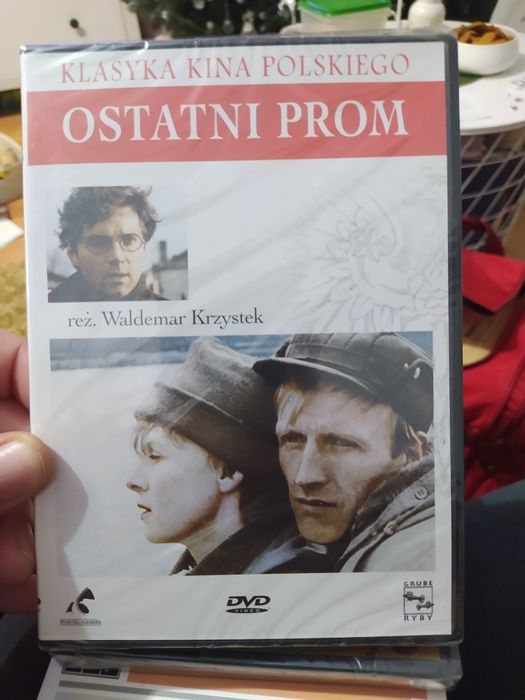 KLASYKA KINA POLSKIEGO
OSTATNI PROM
reż. Waldemar Krzystek
DVD
VIDEO
GRUBE
RYBY